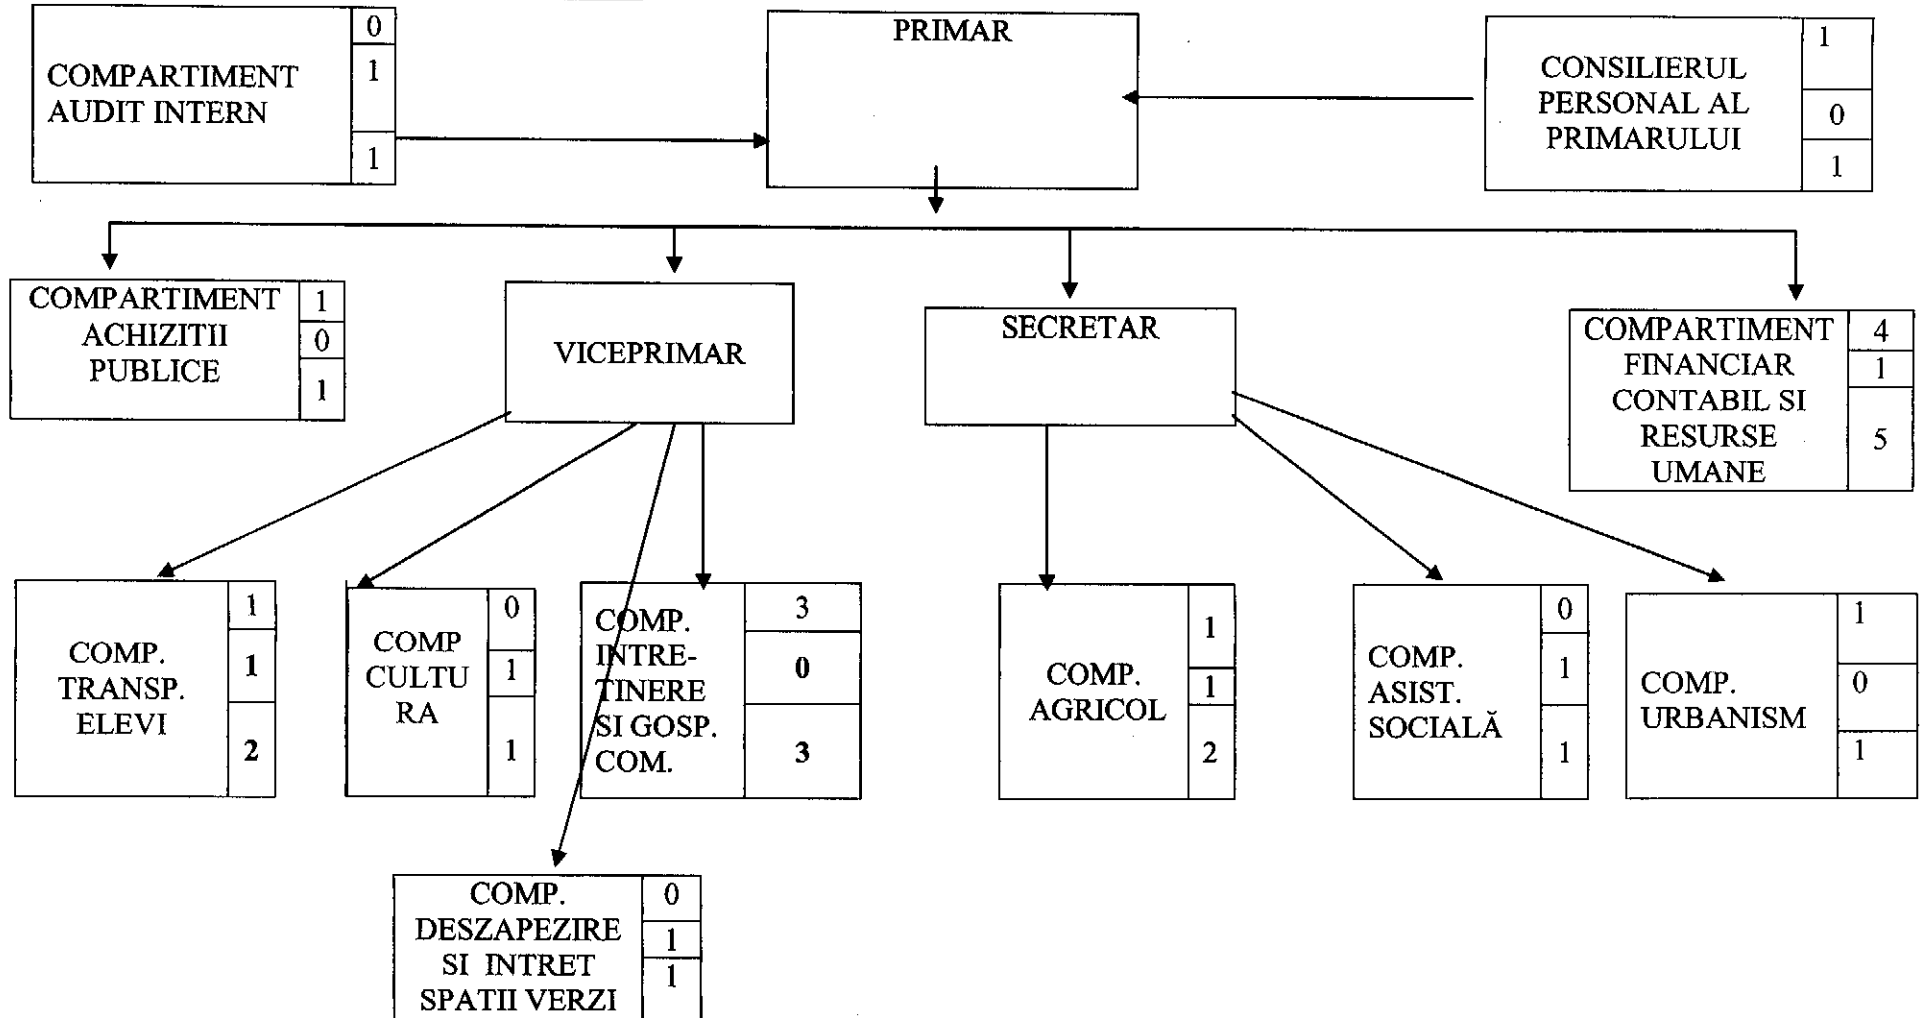 COMPARTIMENT
AUDIT INTERN
0
1
1
PRIMAR
CONSILIERUL
PERSONAL AL
PRIMARULUI
1
0
1
COMPARTIMENT
ACHIZITII
PUBLICE
1
0
1
VICEPRIMAR
SECRETAR
COMPARTIMENT
FINANCIAR
CONTABIL SI
RESURSE
UMANE
4
1
5
COMP.
TRANSP.
ELEVI
1
1
2
COMP
CULTU
RA
0
1
1
COMP.
INTRE-
TINERE
SI GOSP.
COM.
3
0
3
COMP.
AGRICOL
1
1
2
COMP.
ASIST.
SOCIALĂ
0
1
1
COMP.
URBANISM
1
0
1
COMP.
DESZAPEZIRE
SI INTRET
SPATII VERZI
0
1
1